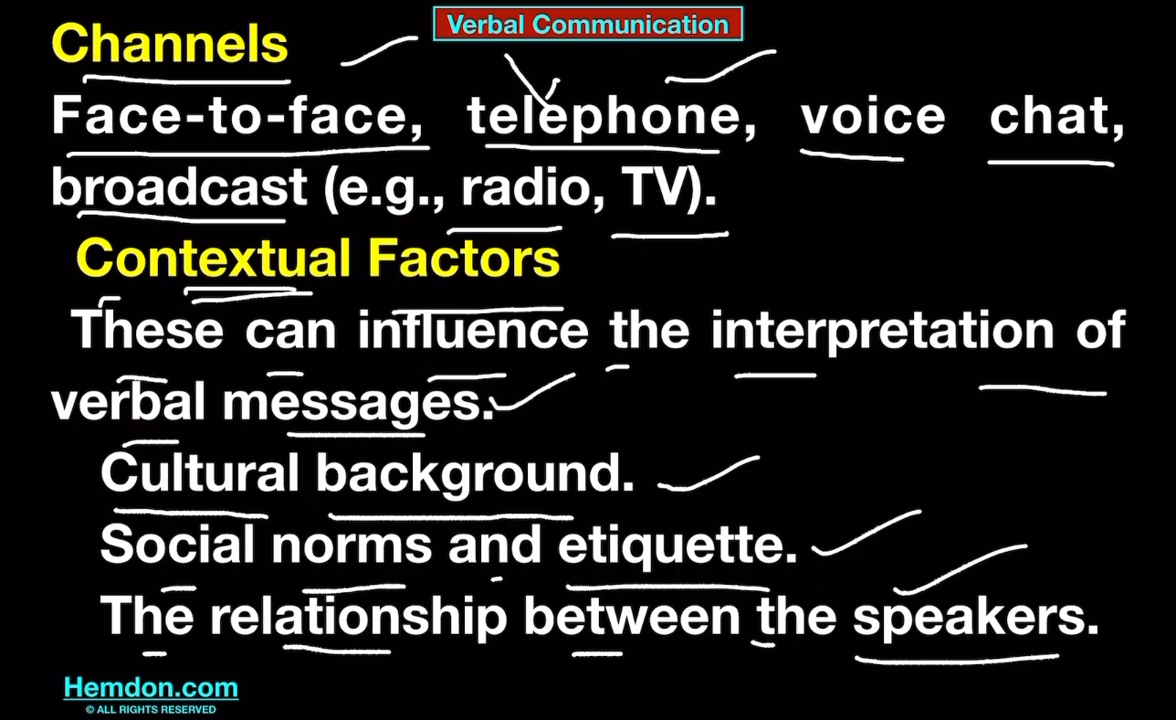 Verbal Communication
Channels
Face-to-face, telephone, voice chat,
broadcast (e.g., radio, TV).
Contextual Factors
These can influence the interpretation of
verbal messages.
Cultural background.
Social norms and etiquette.
The relationship between the speakers.
Hemdon.com
© ALL RIGHTS RESERVED